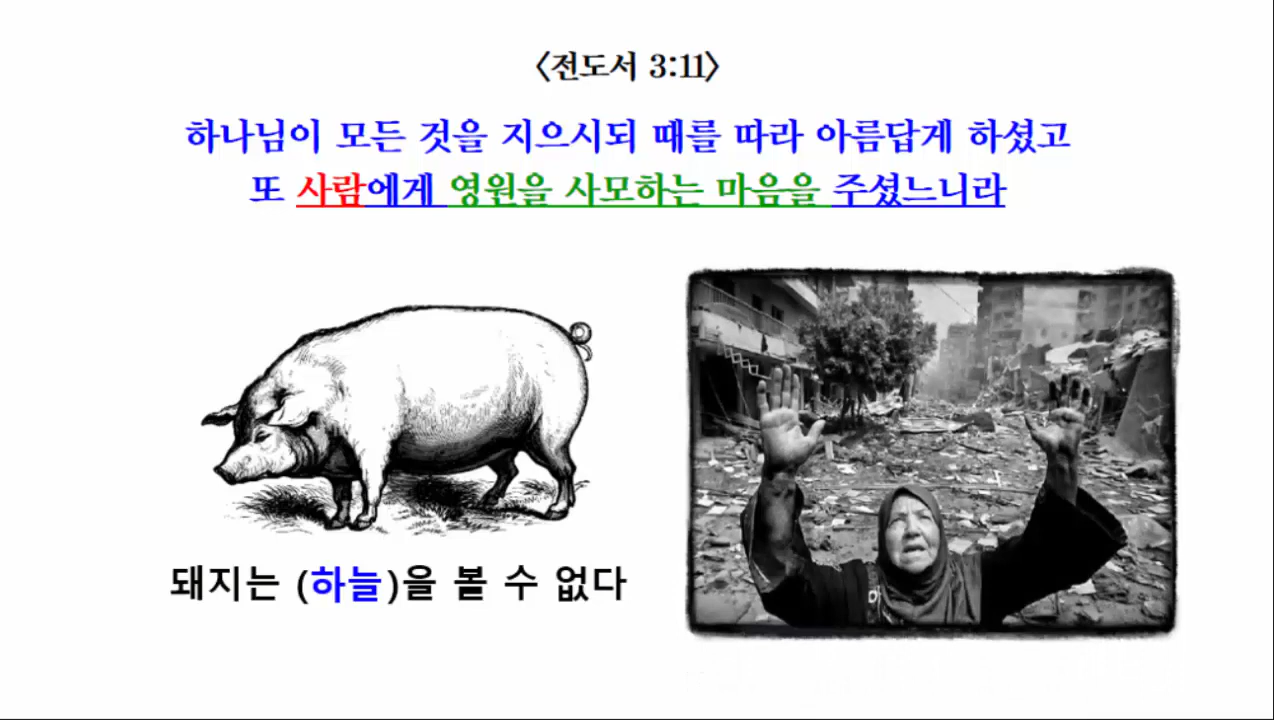 <전도서 3:11>
하나님이 모든 것을 지으시되 때를 따라 아름답게 하셨고
또 사람에게 영원을 사모하는 마음을 주셨느니라
돼지는 (하늘)을 볼 수 없다